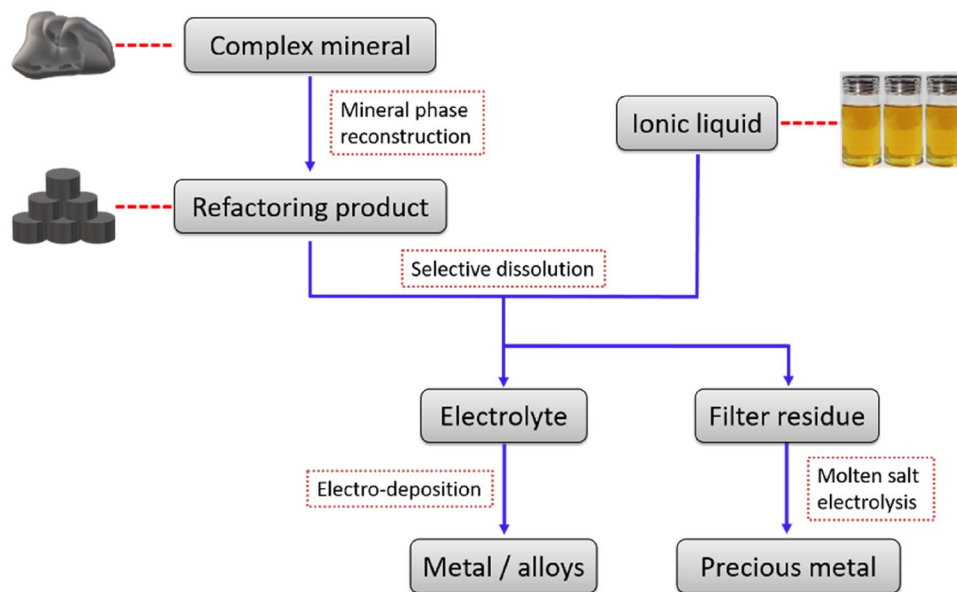 Complex mineral
Mineral phase
reconstruction
Ionic liquid
Refactoring product
Selective dissolution
Electrolyte
Filter residue
Electro-deposition
Molten salt
electrolysis
Metal / alloys
Precious metal